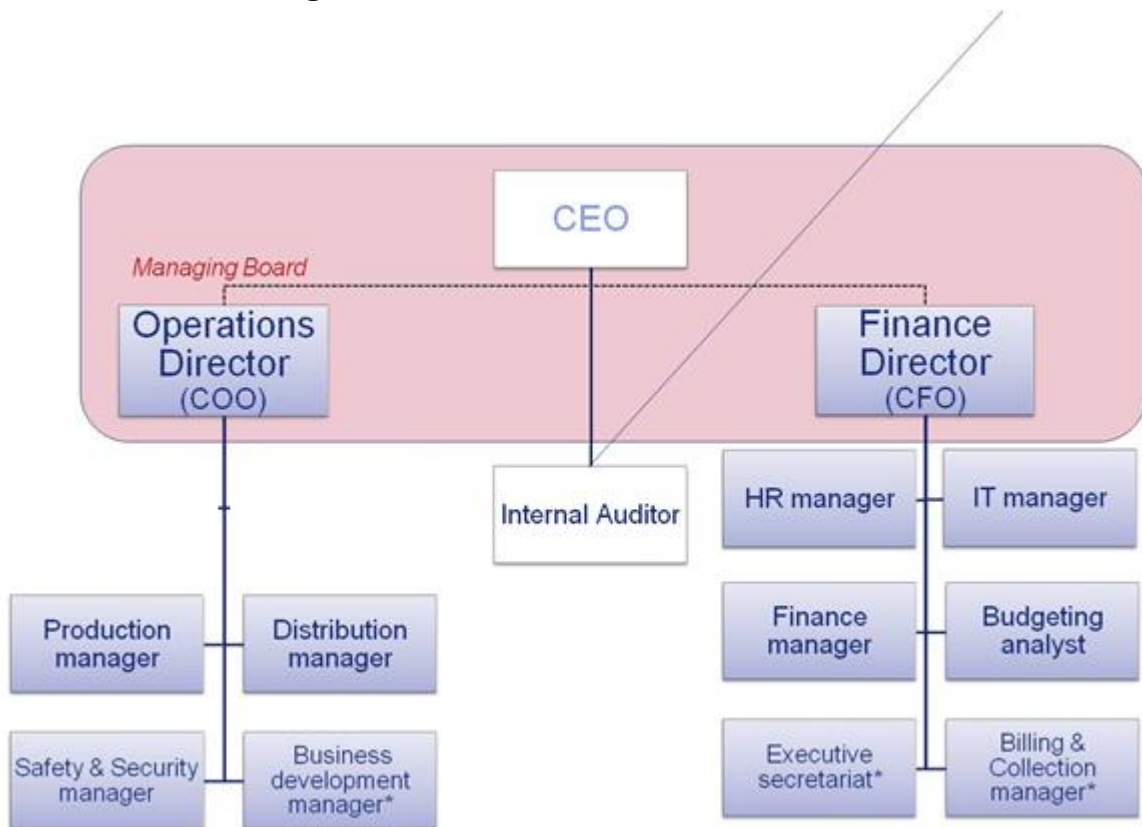 CEO
Managing Board
Operations
Director
(COO)
Finance
Director
(CFO)
Internal Auditor
HR manager
IT manager
Production
manager
Distribution
manager
Finance
manager
Budgeting
analyst
Safety & Security
manager
Business
development
manager*
Executive
secretariat*
Billing &
Collection
manager*